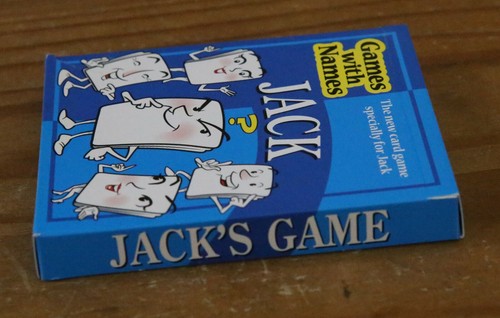 Games
with
Names
The new card game
specially for Jack
JACK
?
JACK'S GAME